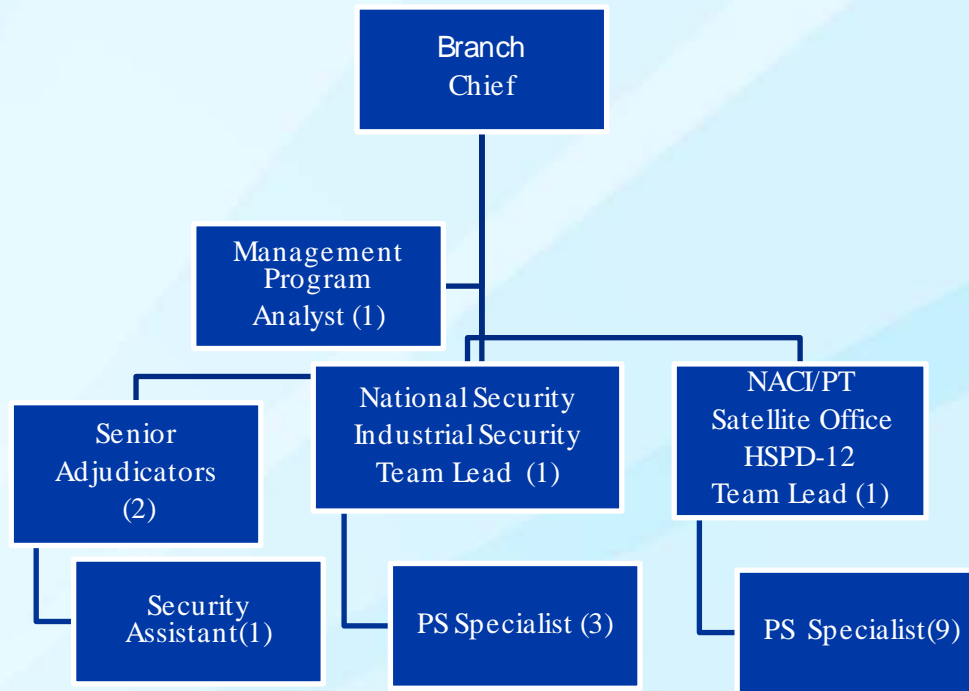 Branch
Chief
Management
Program
Analyst (1)
Senior
Adjudicators
(2)
National Security
Industrial Security
Team Lead (1)
NACI/PT
Satellite Office
HSPD-12
Team Lead (1)
Security
Assistant(1)
PS Specialist (3)
PS Specialist(9)